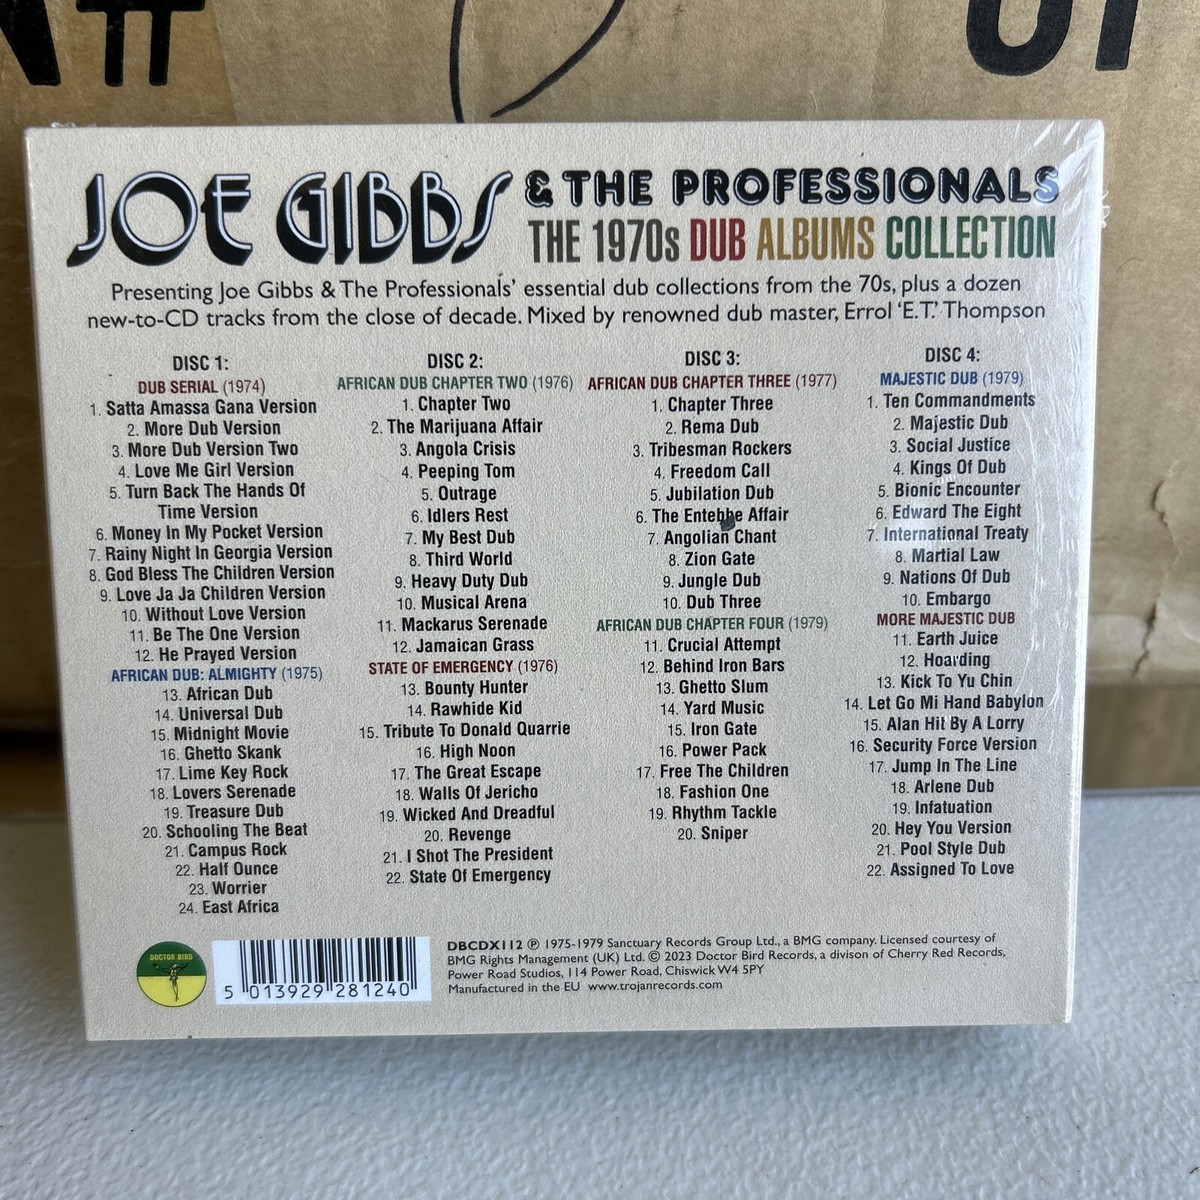 JOE GIBBS & THE PROFESSIONALS
THE 1970s DUB ALBUMS COLLECTION
Presenting Joe Gibbs & The Professionals' essential dub collections from the 70s, plus a dozen
new-to-CD tracks from the close of decade. Mixed by renowned dub master, Errol 'E.T.' Thompson
DISC 1:
DUB SERIAL (1974)
1. Satta Amassa Gana Version
2. More Dub Version
3. More Dub Version Two
4. Love Me Girl Version
5. Turn Back The Hands Of
Time Version
6. Money In My Pocket Version
7. Rainy Night In Georgia Version
8. God Bless The Children Version
9. Love Ja Ja Children Version
10. Without Love Version
11. Be The One Version
12. He Prayed Version
AFRICAN DUB: ALMIGHTY (1975)
13. African Dub
14. Universal Dub
15. Midnight Movie
16. Ghetto Skank
17. Lime Key Rock
18. Lovers Serenade
19. Treasure Dub
20. Schooling The Beat
21. Campus Rock
22. Half Ounce
23. Worrier
24. East Africa
DISC 2:
AFRICAN DUB CHAPTER TWO (1976)
1. Chapter Two
2. The Marijuana Affair
3. Angola Crisis
4. Peeping Tom
5. Outrage
6. Idlers Rest
7. My Best Dub
8. Third World
9. Heavy Duty Dub
10. Musical Arena
11. Mackarus Serenade
12. Jamaican Grass
STATE OF EMERGENCY (1976)
13. Bounty Hunter
14. Rawhide Kid
15. Tribute To Donald Quarrie
16. High Noon
17. The Great Escape
18. Walls Of Jericho
19. Wicked And Dreadful
20. Revenge
21. I Shot The President
22. State Of Emergency
DISC 3:
AFRICAN DUB CHAPTER THREE (1977)
1. Chapter Three
2. Rema Dub
3. Tribesman Rockers
4. Freedom Call
5. Jubilation Dub
6. The Entebbe Affair
7. Angolian Chant
8. Zion Gate
9. Jungle Dub
10. Dub Three
AFRICAN DUB CHAPTER FOUR (1979)
11. Crucial Attempt
12. Behind Iron Bars
13. Ghetto Slum
14. Yard Music
15. Iron Gate
16. Power Pack
17. Free The Children
18. Fashion One
19. Rhythm Tackle
20. Sniper
DISC 4:
MAJESTIC DUB (1979)
1. Ten Commandments
2. Majestic Dub
3. Social Justice
4. Kings Of Dub
5. Bionic Encounter
6. Edward The Eight
7. International Treaty
8. Martial Law
9. Nations Of Dub
10. Embargo
MORE MAJESTIC DUB
11. Earth Juice
12. Hoarding
13. Kick To Yu Chin
14. Let Go Mi Hand Babylon
15. Alan Hit By A Lorry
16. Security Force Version
17. Jump In The Line
18. Arlene Dub
19. Infatuation
20. Hey You Version
21. Pool Style Dub
22. Assigned To Love
DOCTOR BIRD
5 013929 281240
DBCDX112 ℗ 1975-1979 Sanctuary Records Group Ltd., a BMG company. Licensed courtesy of
BMG Rights Management (UK) Ltd. © 2023 Doctor Bird Records, a divison of Cherry Red Records,
Power Road Studios, 114 Power Road, Chiswick W4 5PY
Manufactured in the EU www.trojanrecords.com